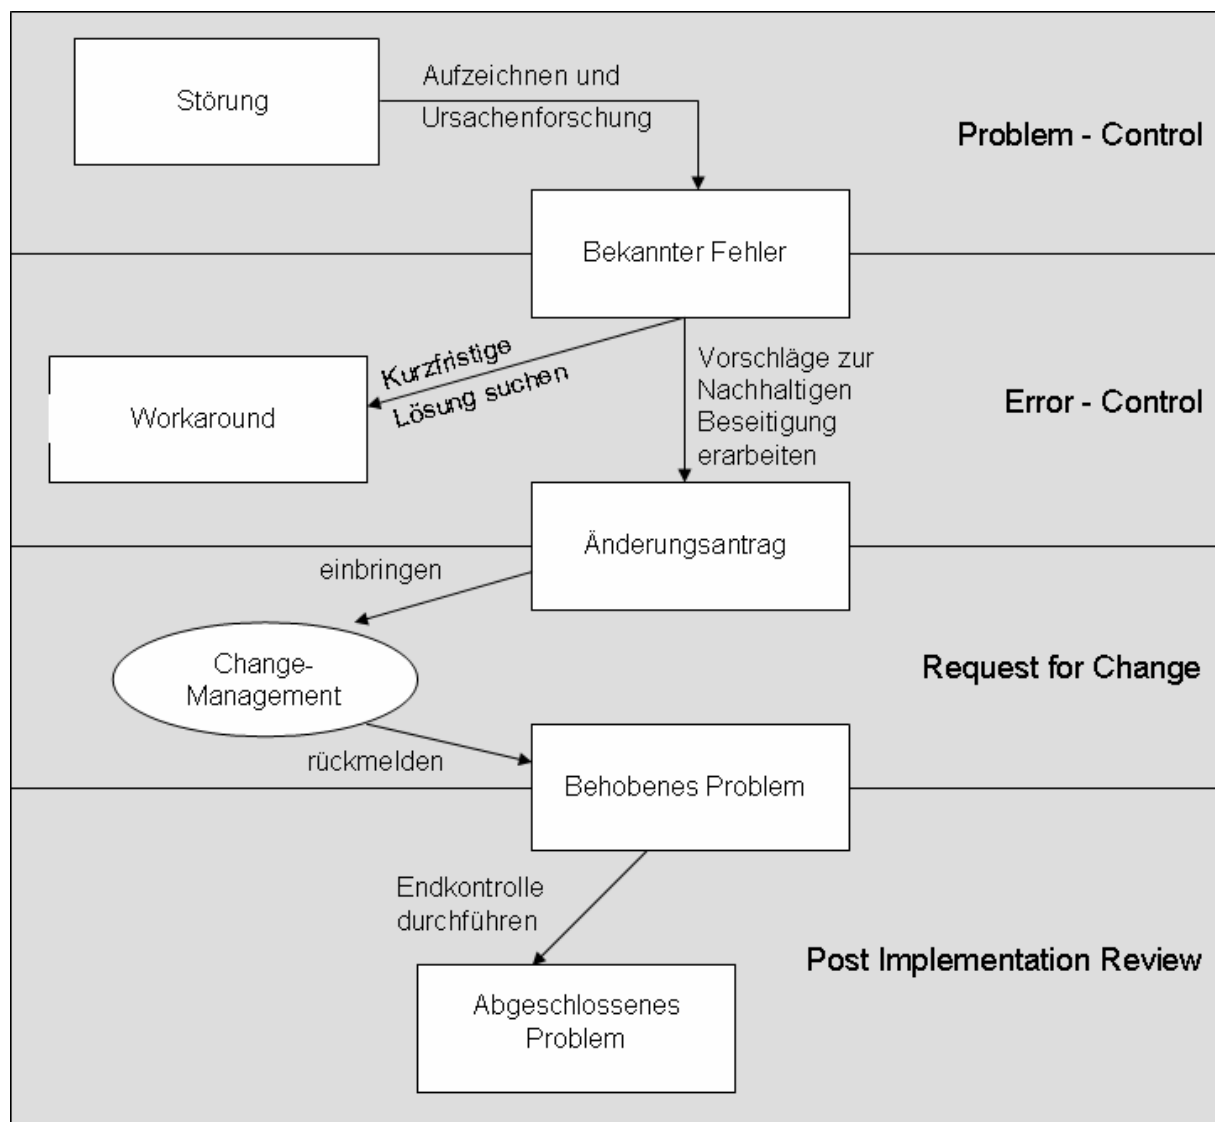 Störung
Aufzeichnen und
Ursachenforschung
Problem - Control
Bekannter Fehler
Kurzfristige
Lösung suchen
Vorschläge zur
Nachhaltigen
Beseitigung
erarbeiten
Workaround
Error - Control
Änderungsantrag
einbringen
Change-
Management
Request for Change
rückmelden
Behobenes Problem
Endkontrolle
durchführen
Post Implementation Review
Abgeschlossenes
Problem